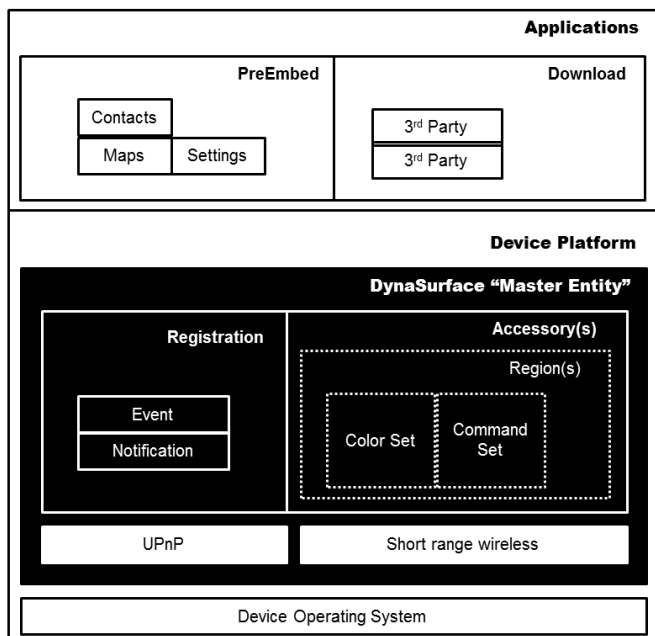 Applications
PreEmbed
Download
Contacts
Maps
Settings
3rd Party
3rd Party
Device Platform
DynaSurface “Master Entity”
Registration
Accessory(s)
Region(s)
Event
Notification
Color Set
Command
Set
UPnP
Short range wireless
Device Operating System